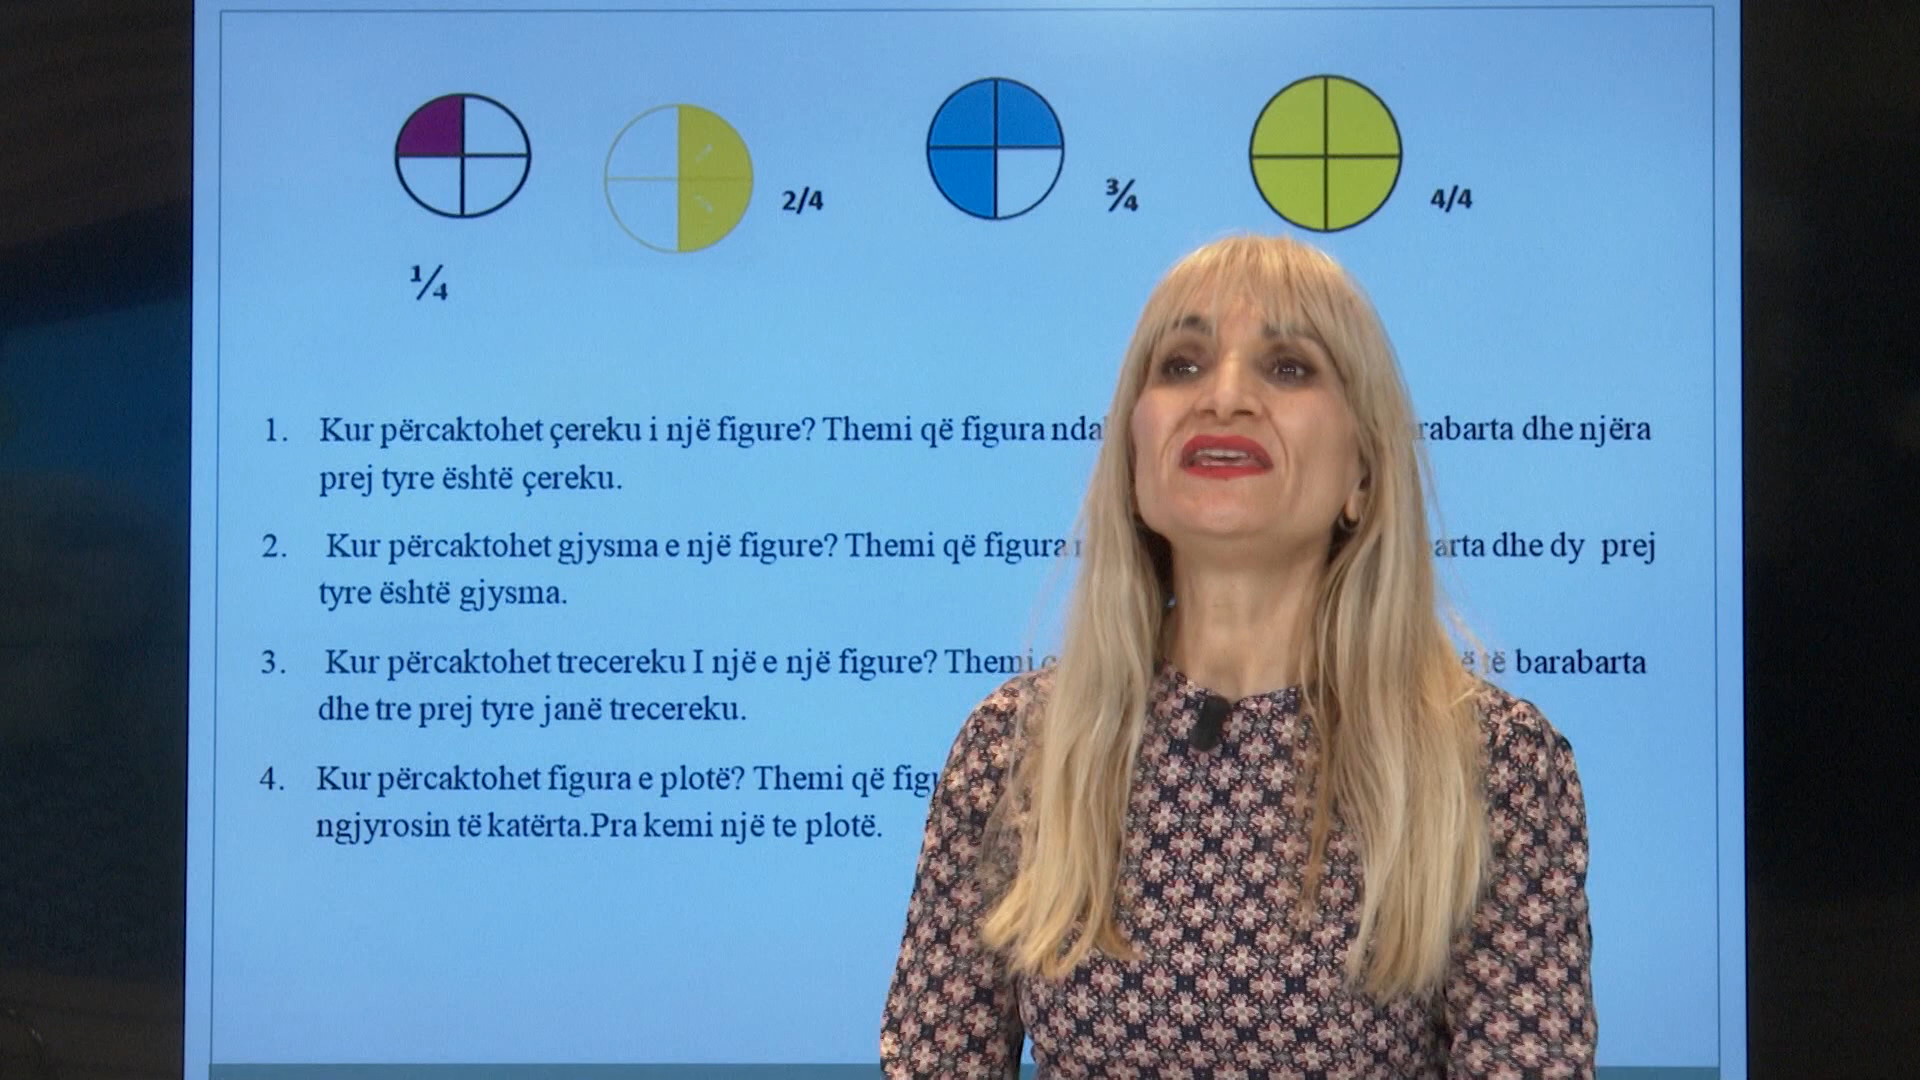 2/4
¾
4/4
¼
1. Kur përcaktohet çereku i një figure? Themi që figura rabarta dhe njëra
prej tyre është çereku.
2. Kur përcaktohet gjysma e një figure? Themi që figura arta dhe dy prej
tyre është gjysma.
3. Kur përcaktohet trecereku I një e një figure? Themi ë të barabarta
dhe tre prej tyre janë trecereku.
4. Kur përcaktohet figura e plotë? Themi që
ngjyrosin të katërta.Pra kemi një te plotë.